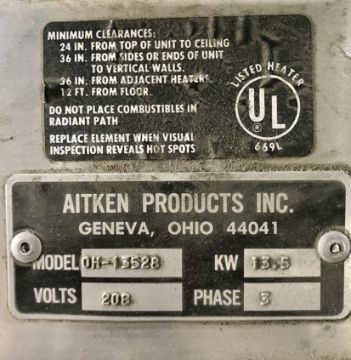 MINIMUM CLEARANCES:
24 IN. FROM TOP OF UNIT TO CEILING
36 IN. FROM SIDES OR ENDS OF UNIT
TO VERTICAL WALLS.
36 IN. FROM ADJACENT HEATERS
12 FT. FROM FLOOR.
DO NOT PLACE COMBUSTIBLES IN
RADIANT PATH
REPLACE ELEMENT WHEN VISUAL
INSPECTION REVEALS HOT SPOTS
LISTED HEATER
UL
®
669L
AITKEN PRODUCTS INC.
GENEVA, OHIO 44041
MODEL OH-13528 KW 13.5
VOLTS 208 PHASE 3